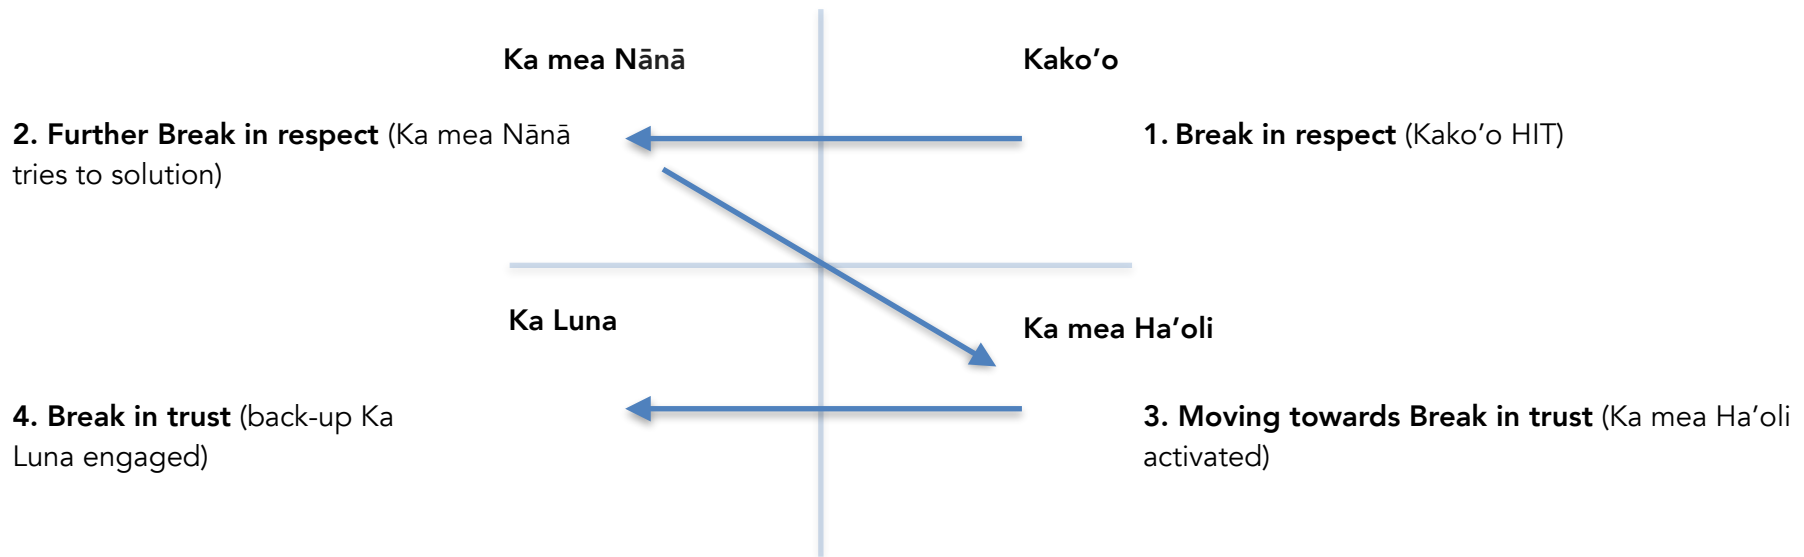 Ka mea Nānā
Kako’o
2. Further Break in respect (Ka mea Nānā
tries to solution)
1. Break in respect (Kako’o HIT)
Ka Luna
Ka mea Ha’oli
4. Break in trust (back-up Ka
Luna engaged)
3. Moving towards Break in trust (Ka mea Ha’oli
activated)